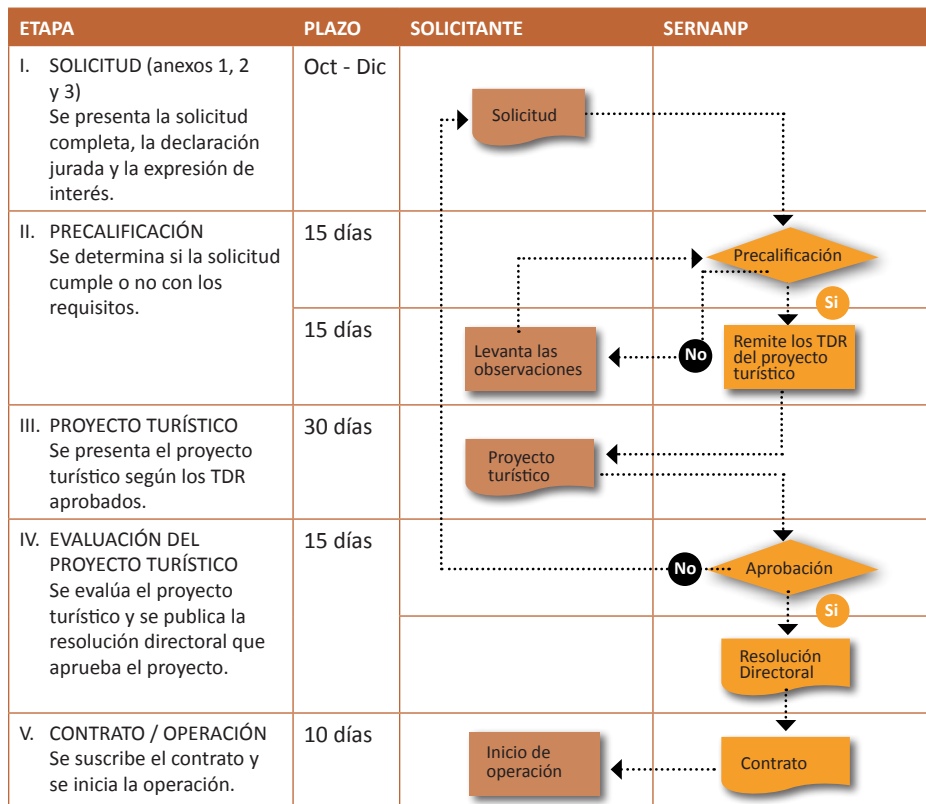 ETAPA PLAZO SOLICITANTE SERNANP
I. SOLICITUD (anexos 1, 2
y 3)
Se presenta la solicitud
completa, la declaración
jurada y la expresión de
interés.
Oct - Dic
Solicitud
II. PRECALIFICACIÓN
Se determina si la solicitud
cumple o no con los
requisitos.
15 días
Precalificación
Si
15 días
Levanta las
observaciones
No
Remite los TDR
del proyecto
turístico
III. PROYECTO TURÍSTICO
Se presenta el proyecto
turístico según los TDR
aprobados.
30 días
Proyecto
turístico
IV. EVALUACIÓN DEL
PROYECTO TURÍSTICO
Se evalúa el proyecto
turístico y se publica la
resolución directoral que
aprueba el proyecto.
15 días
No
Aprobación
Si
Resolución
Directoral
V. CONTRATO / OPERACIÓN
Se suscribe el contrato y
se inicia la operación.
10 días
Inicio de
operación
Contrato